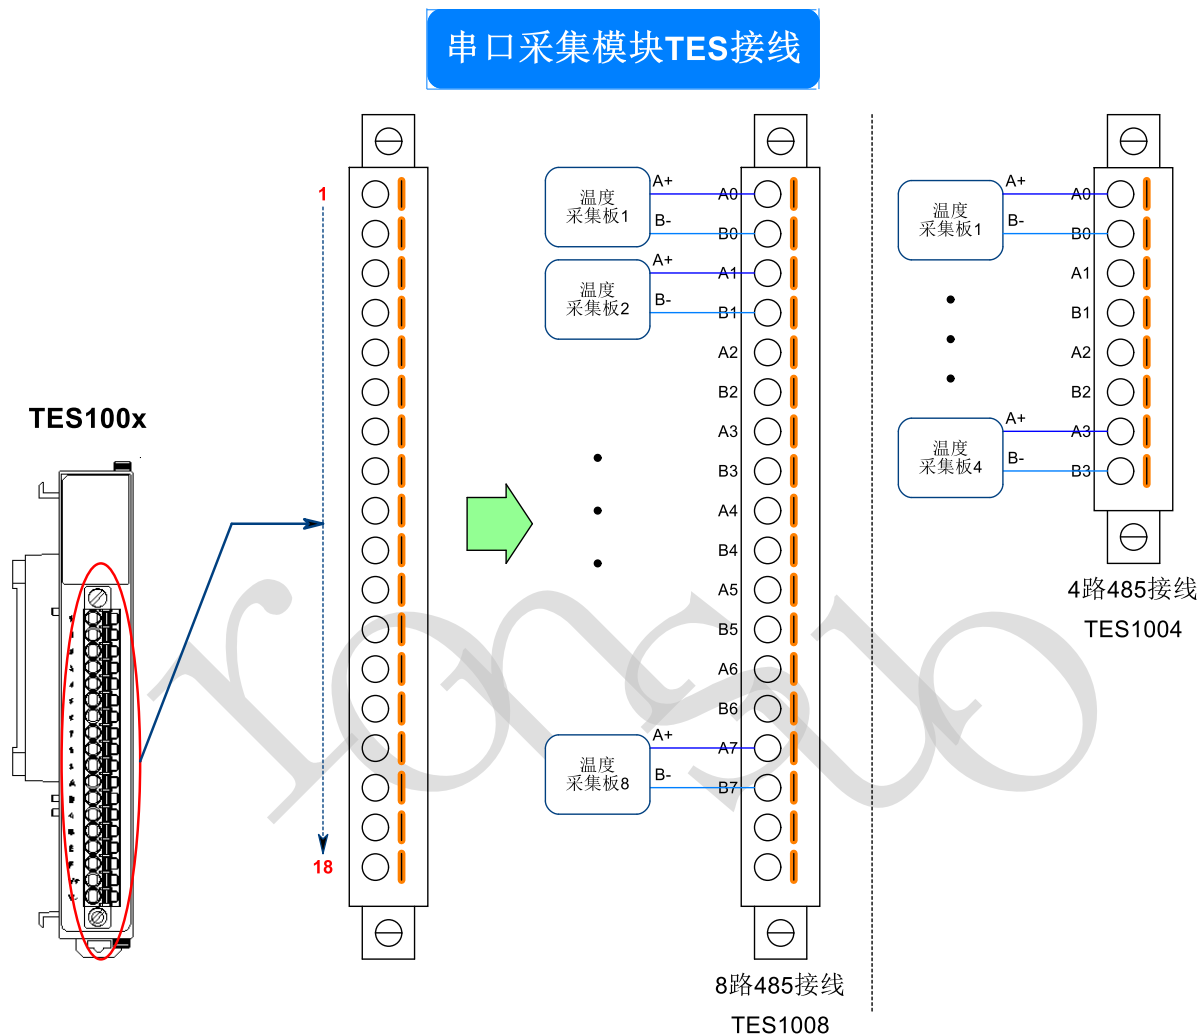 串口采集模块TES接线
TES100x
1
18
温度
采集板1
A+
B-
温度
采集板2
A+
B-
温度
采集板8
A+
B-
A0
B0
A1
B1
A2
B2
A3
B3
A4
B4
A5
B5
A6
B6
A7
B7
8路485接线
TES1008
温度
采集板1
A+
B-
温度
采集板4
A+
B-
A0
B0
A1
B1
A2
B2
A3
B3
4路485接线
TES1004